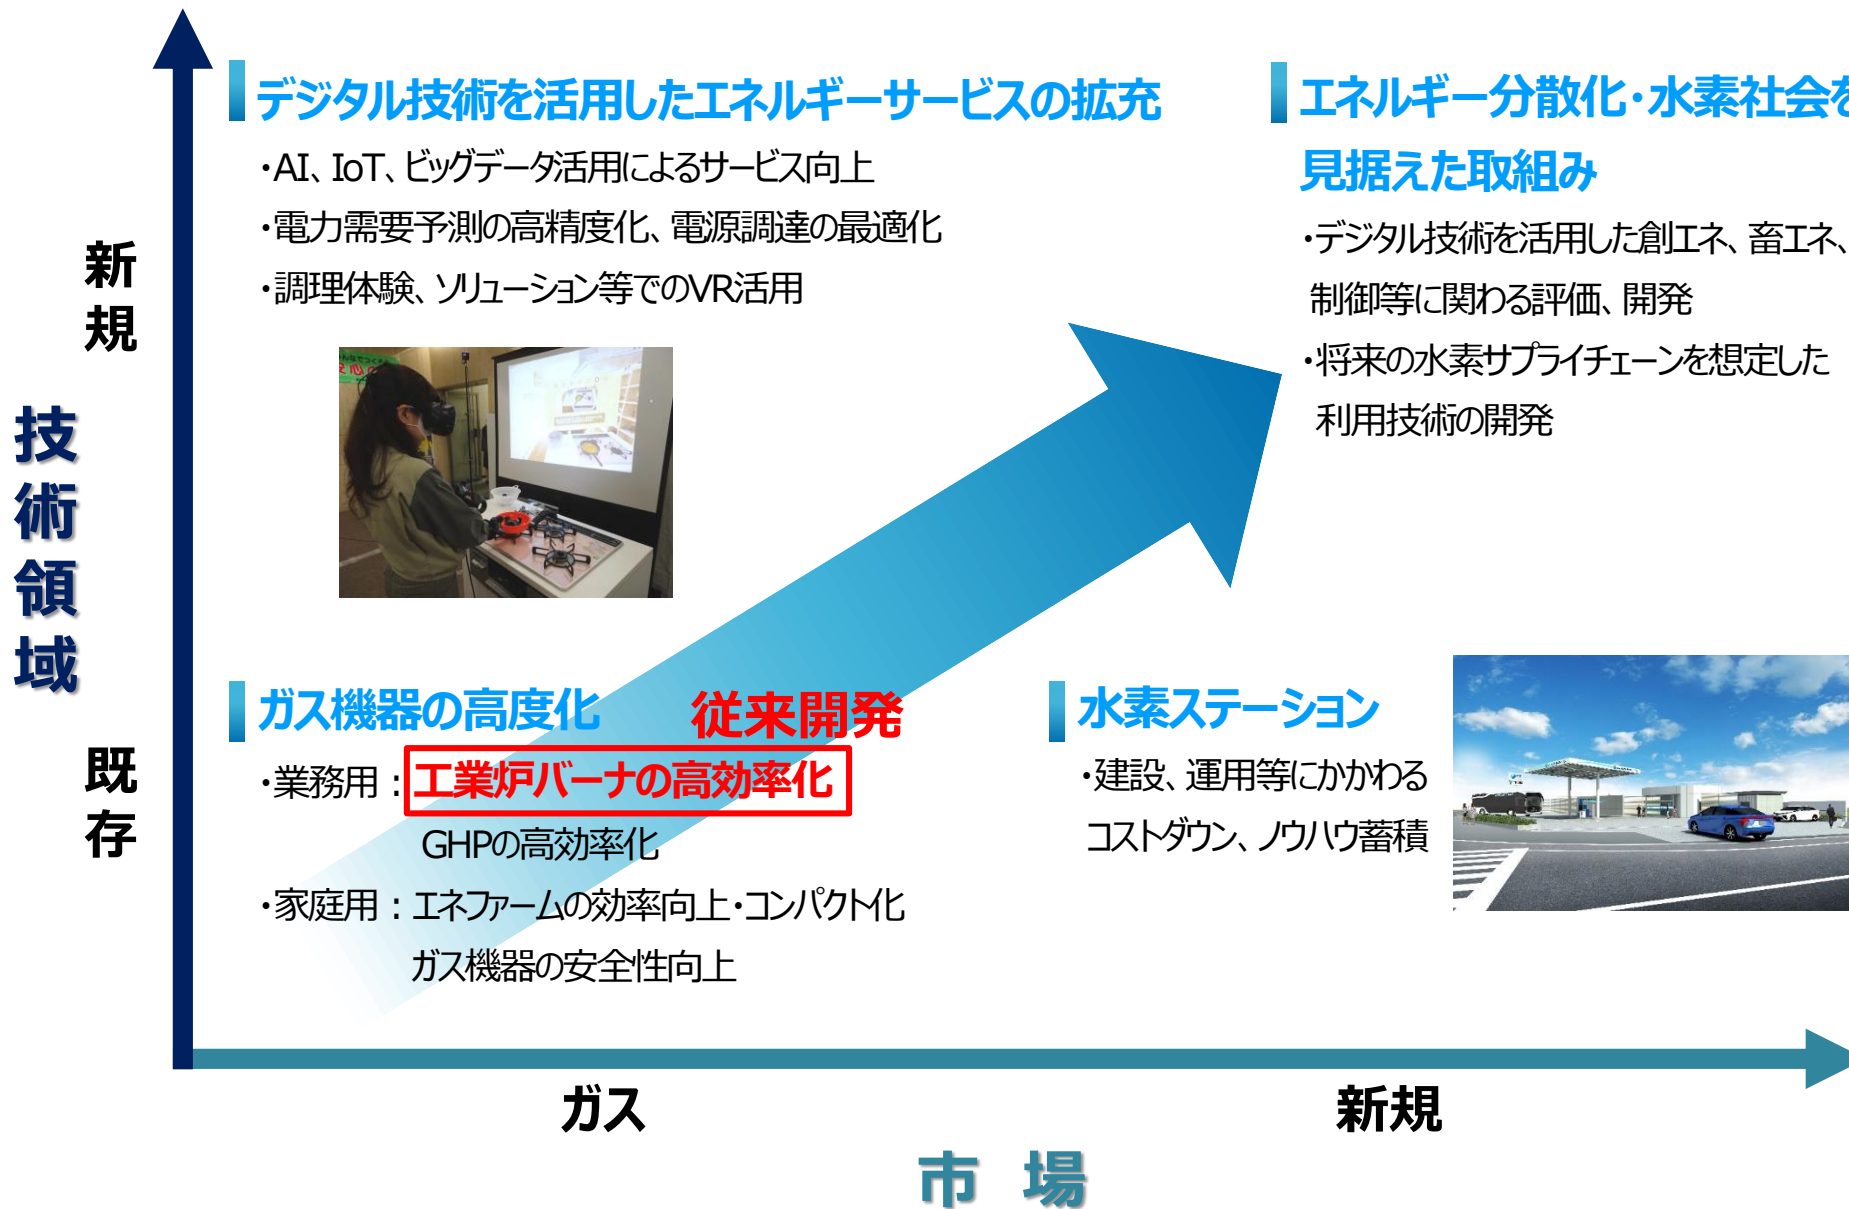 デジタル技術を活用したエネルギーサービスの拡充
・AI、IoT、ビッグデータ活用によるサービス向上
・電力需要予測の高精度化、電源調達の最適化
・調理体験、ソリューション等でのVR活用
エネルギー分散化・水素社会を
見据えた取組み
・デジタル技術を活用した創エネ、畜エネ、
制御等に関わる評価、開発
・将来の水素サプライチェーンを想定した
利用技術の開発
新規
技術領域
既存
ガス機器の高度化
従来開発
・業務用：工業炉バーナの高効率化
GHPの高効率化
・家庭用：エネファームの効率向上・コンパクト化
ガス機器の安全性向上
水素ステーション
・建設、運用等にかかわる
コストダウン、ノウハウ蓄積
ガス
新規
市 場